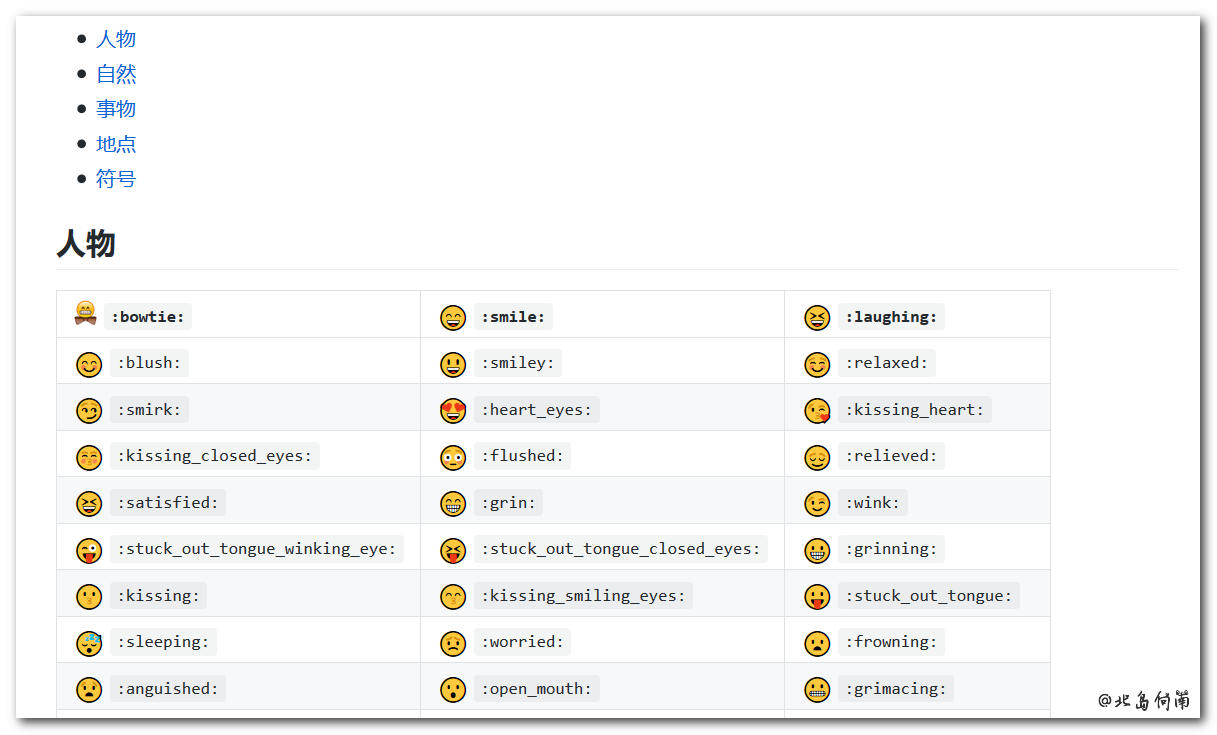 人物
自然
事物
地点
符号
人物
:bowtie: :smile: :laughing:
:blush: :smiley: :relaxed:
:smirk: :heart_eyes: :kissing_heart:
:kissing_closed_eyes: :flushed: :relieved:
:satisfied: :grin: :wink:
:stuck_out_tongue_winking_eye: :stuck_out_tongue_closed_eyes: :grinning:
:kissing: :kissing_smiling_eyes: :stuck_out_tongue:
:sleeping: :worried: :frowning:
:anguished: :open_mouth: :grimacing:
@北岛何南